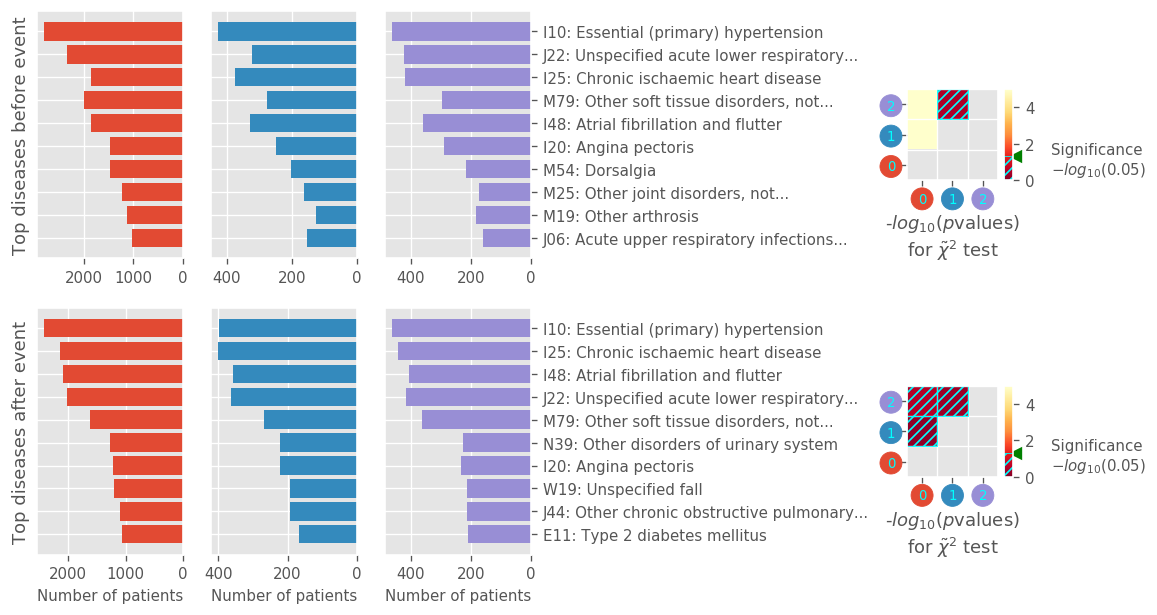 Top diseases before event
I10: Essential (primary) hypertension
J22: Unspecified acute lower respiratory...
I25: Chronic ischaemic heart disease
M79: Other soft tissue disorders, not...
I48: Atrial fibrillation and flutter
I20: Angina pectoris
M54: Dorsalgia
M25: Other joint disorders, not...
M19: Other arthrosis
J06: Acute upper respiratory infections...
2000 1000 0
400 200 0
400 200 0
2
1
0
0 1 2
4
2
0
Significance
−log10(0.05)
-log10(pvalues)
for χ̃² test
Top diseases after event
I10: Essential (primary) hypertension
I25: Chronic ischaemic heart disease
I48: Atrial fibrillation and flutter
J22: Unspecified acute lower respiratory...
M79: Other soft tissue disorders, not...
N39: Other disorders of urinary system
I20: Angina pectoris
W19: Unspecified fall
J44: Other chronic obstructive pulmonary...
E11: Type 2 diabetes mellitus
2000 1000 0
400 200 0
400 200 0
Number of patients
Number of patients
Number of patients
2
1
0
0 1 2
4
2
0
Significance
−log10(0.05)
-log10(pvalues)
for χ̃² test